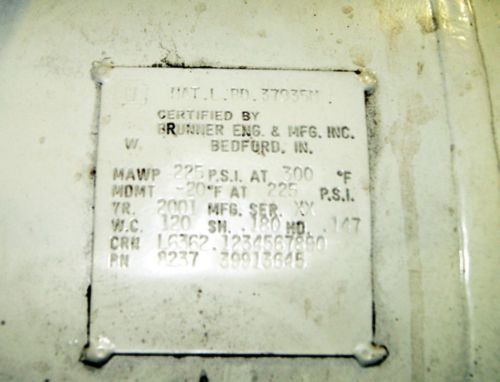 NAT.L.BD. 37935M
CERTIFIED BY
BRUNNER ENG. & MFG. INC.
W. BEDFORD, IN.
MAWP 225 P.S.I. AT 300 °F
MDMT -20 °F AT 225 P.S.I.
YR. 2001 MFG. SER. XX
W.C. 120 SH. .180 HD. .147
CRN L6362.1234567890
PN 8237 39913645